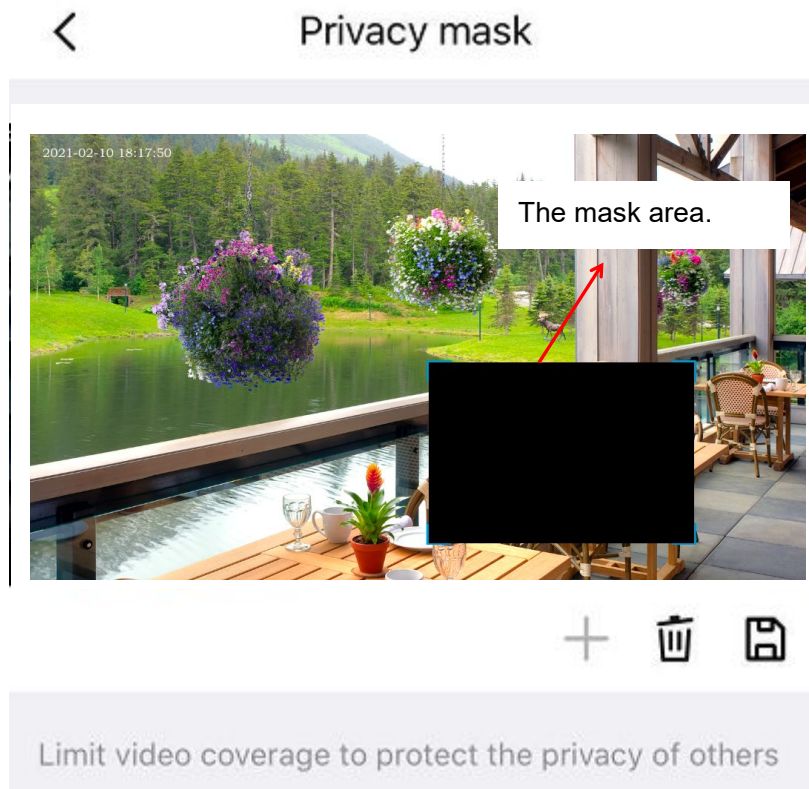 Privacy mask
2021-02-10 18:17:50
The mask area.
Limit video coverage to protect the privacy of others